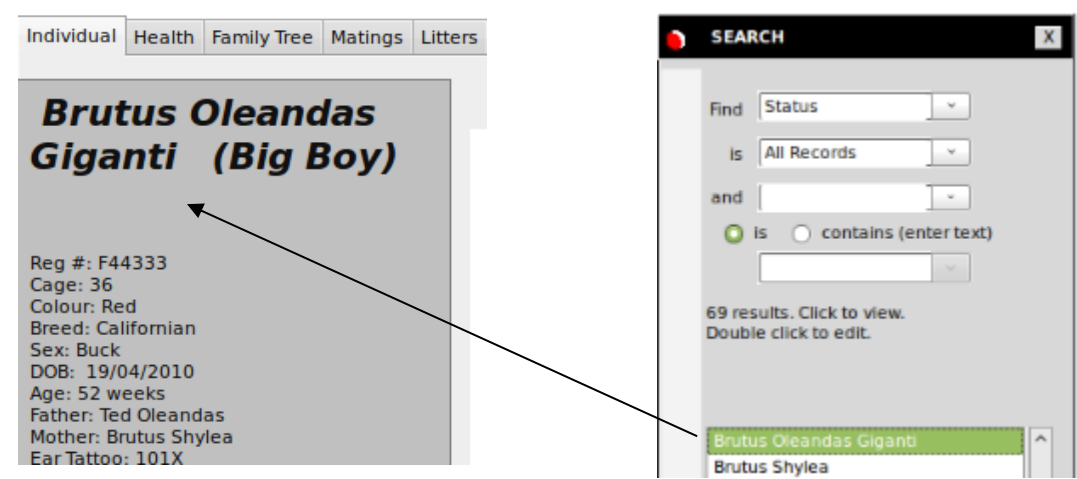 Individual Health Family Tree Matings Litters
Brutus Oleandas
Giganti (Big Boy)
Reg #: F44333
Cage: 36
Colour: Red
Breed: Californian
Sex: Buck
DOB: 19/04/2010
Age: 52 weeks
Father: Ted Oleandas
Mother: Brutus Shylea
Ear Tattoo: 101X
SEARCH X
Find Status
is All Records
and
is contains (enter text)
69 results. Click to view.
Double click to edit.
Brutus Oleandas Giganti
Brutus Shylea